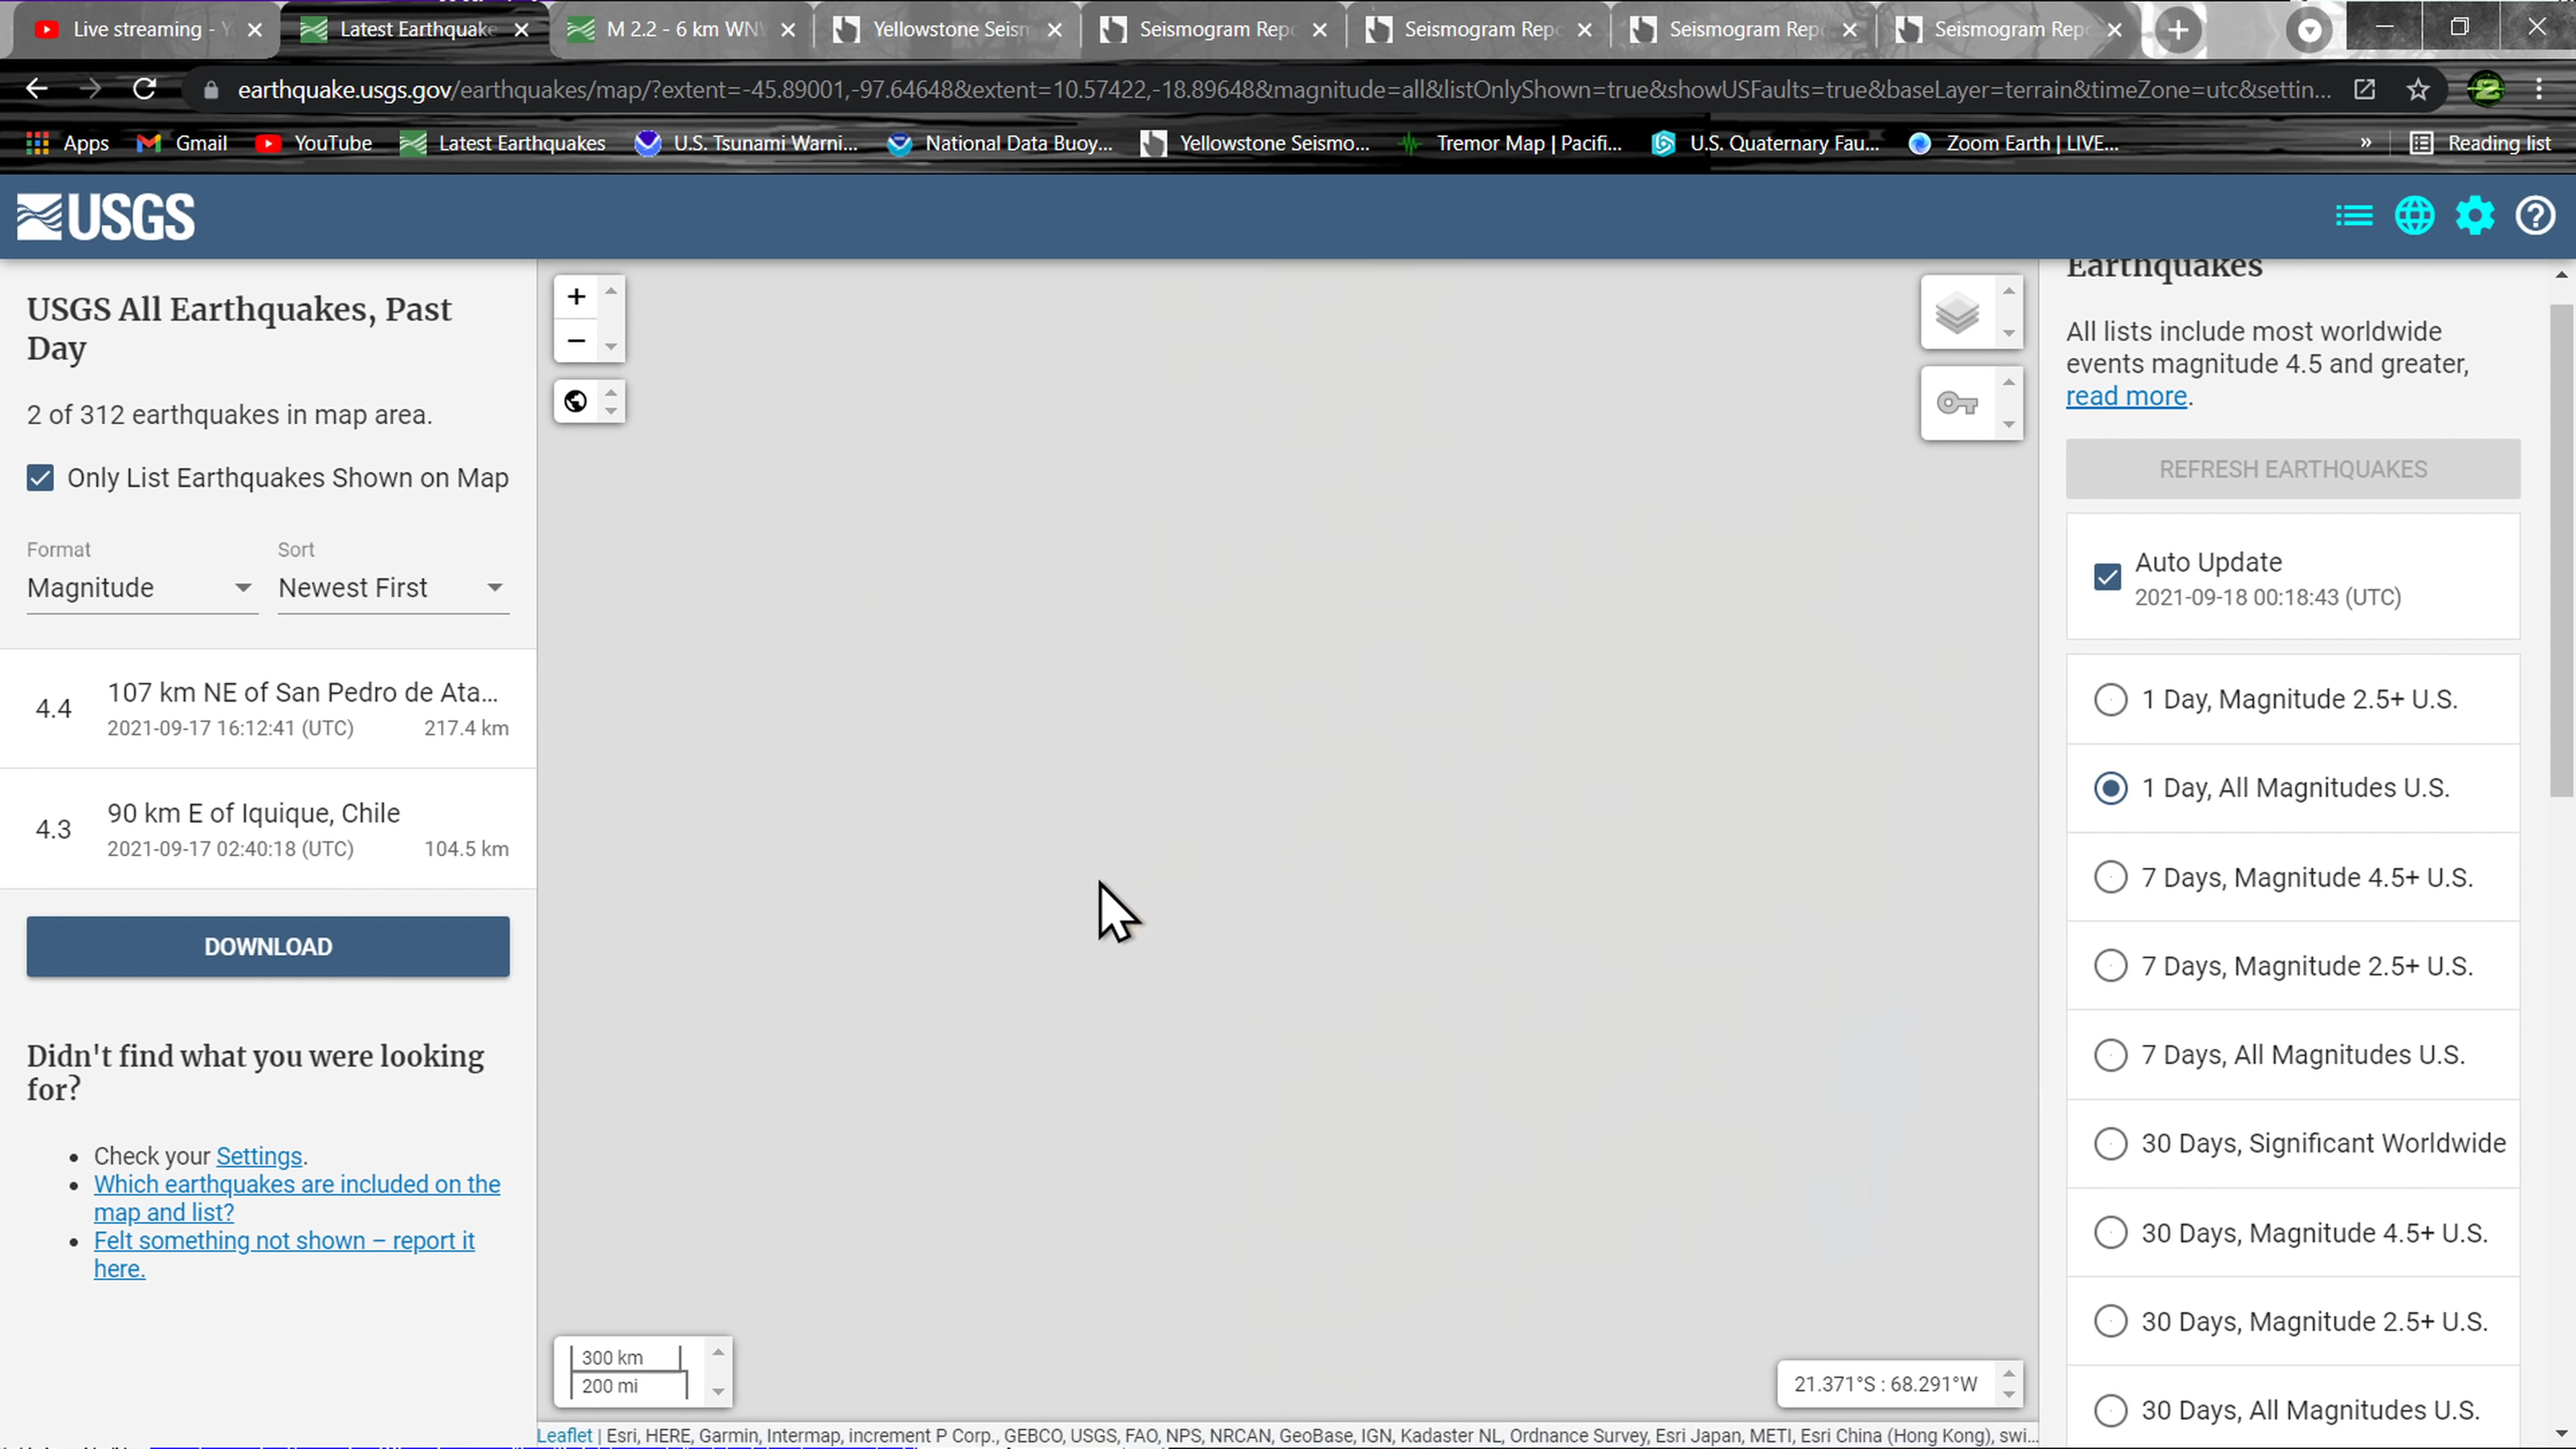 Live streaming - Y
Latest Earthquake
M 2.2 - 6 km WNW
Yellowstone Seism
Seismogram Repo
Seismogram Repo
Seismogram Repo
Seismogram Repo
earthquake.usgs.gov/earthquakes/map/?extent=-45.89001,-97.64648&extent=10.57422,-18.89648&magnitude=all&listOnlyShown=true&showUSFaults=true&baseLayer=terrain&timeZone=utc&settin...
Apps
Gmail
YouTube
Latest Earthquakes
U.S. Tsunami Warni...
National Data Buoy...
Yellowstone Seismo...
Tremor Map | Pacifi...
U.S. Quaternary Fau...
Zoom Earth | LIVE...
»
Reading list
USGS
USGS All Earthquakes, Past
Day
2 of 312 earthquakes in map area.
Only List Earthquakes Shown on Map
Format
Sort
Magnitude
Newest First
4.4
107 km NE of San Pedro de Ata...
2021-09-17 16:12:41 (UTC)
217.4 km
4.3
90 km E of Iquique, Chile
2021-09-17 02:40:18 (UTC)
104.5 km
DOWNLOAD
Didn't find what you were looking
for?
• Check your Settings.
• Which earthquakes are included on the
map and list?
• Felt something not shown – report it
here.
+
−
300 km
200 mi
21.371°S : 68.291°W
Leaflet | Esri, HERE, Garmin, Intermap, increment P Corp., GEBCO, USGS, FAO, NPS, NRCAN, GeoBase, IGN, Kadaster NL, Ordnance Survey, Esri Japan, METI, Esri China (Hong Kong), swi...
Earthquakes
All lists include most worldwide
events magnitude 4.5 and greater,
read more.
REFRESH EARTHQUAKES
Auto Update
2021-09-18 00:18:43 (UTC)
1 Day, Magnitude 2.5+ U.S.
1 Day, All Magnitudes U.S.
7 Days, Magnitude 4.5+ U.S.
7 Days, Magnitude 2.5+ U.S.
7 Days, All Magnitudes U.S.
30 Days, Significant Worldwide
30 Days, Magnitude 4.5+ U.S.
30 Days, Magnitude 2.5+ U.S.
30 Days, All Magnitudes U.S.